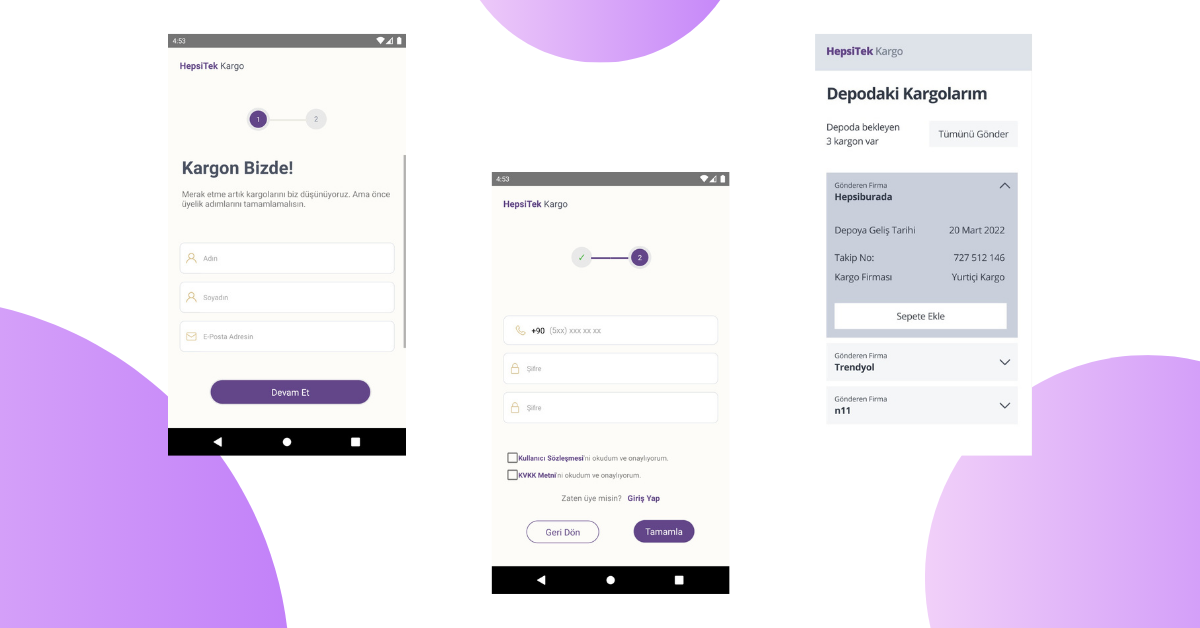 4:53
HepsiTek Kargo
1
2
Kargon Bizde!
Merak etme artık kargolarını biz düşünüyoruz. Ama önce
üyelik adımlarını tamamlamalısın.
Adın
Soyadın
E-Posta Adresin
Devam Et
4:53
HepsiTek Kargo
✓
2
+90 (5xx) xxx xx xx
Şifre
Şifre
Kullanıcı Sözleşmesi'ni okudum ve onaylıyorum.
KVKK Metni'ni okudum ve onaylıyorum.
Zaten üye misin? Giriş Yap
Geri Dön
Tamamla
HepsiTek Kargo
Depodaki Kargolarım
Depoda bekleyen
3 kargon var
Tümünü Gönder
Gönderen Firma
Hepsiburada
Depoya Geliş Tarihi 20 Mart 2022
Takip No: 727 512 146
Kargo Firması Yurtiçi Kargo
Sepete Ekle
Gönderen Firma
Trendyol
Gönderen Firma
n11